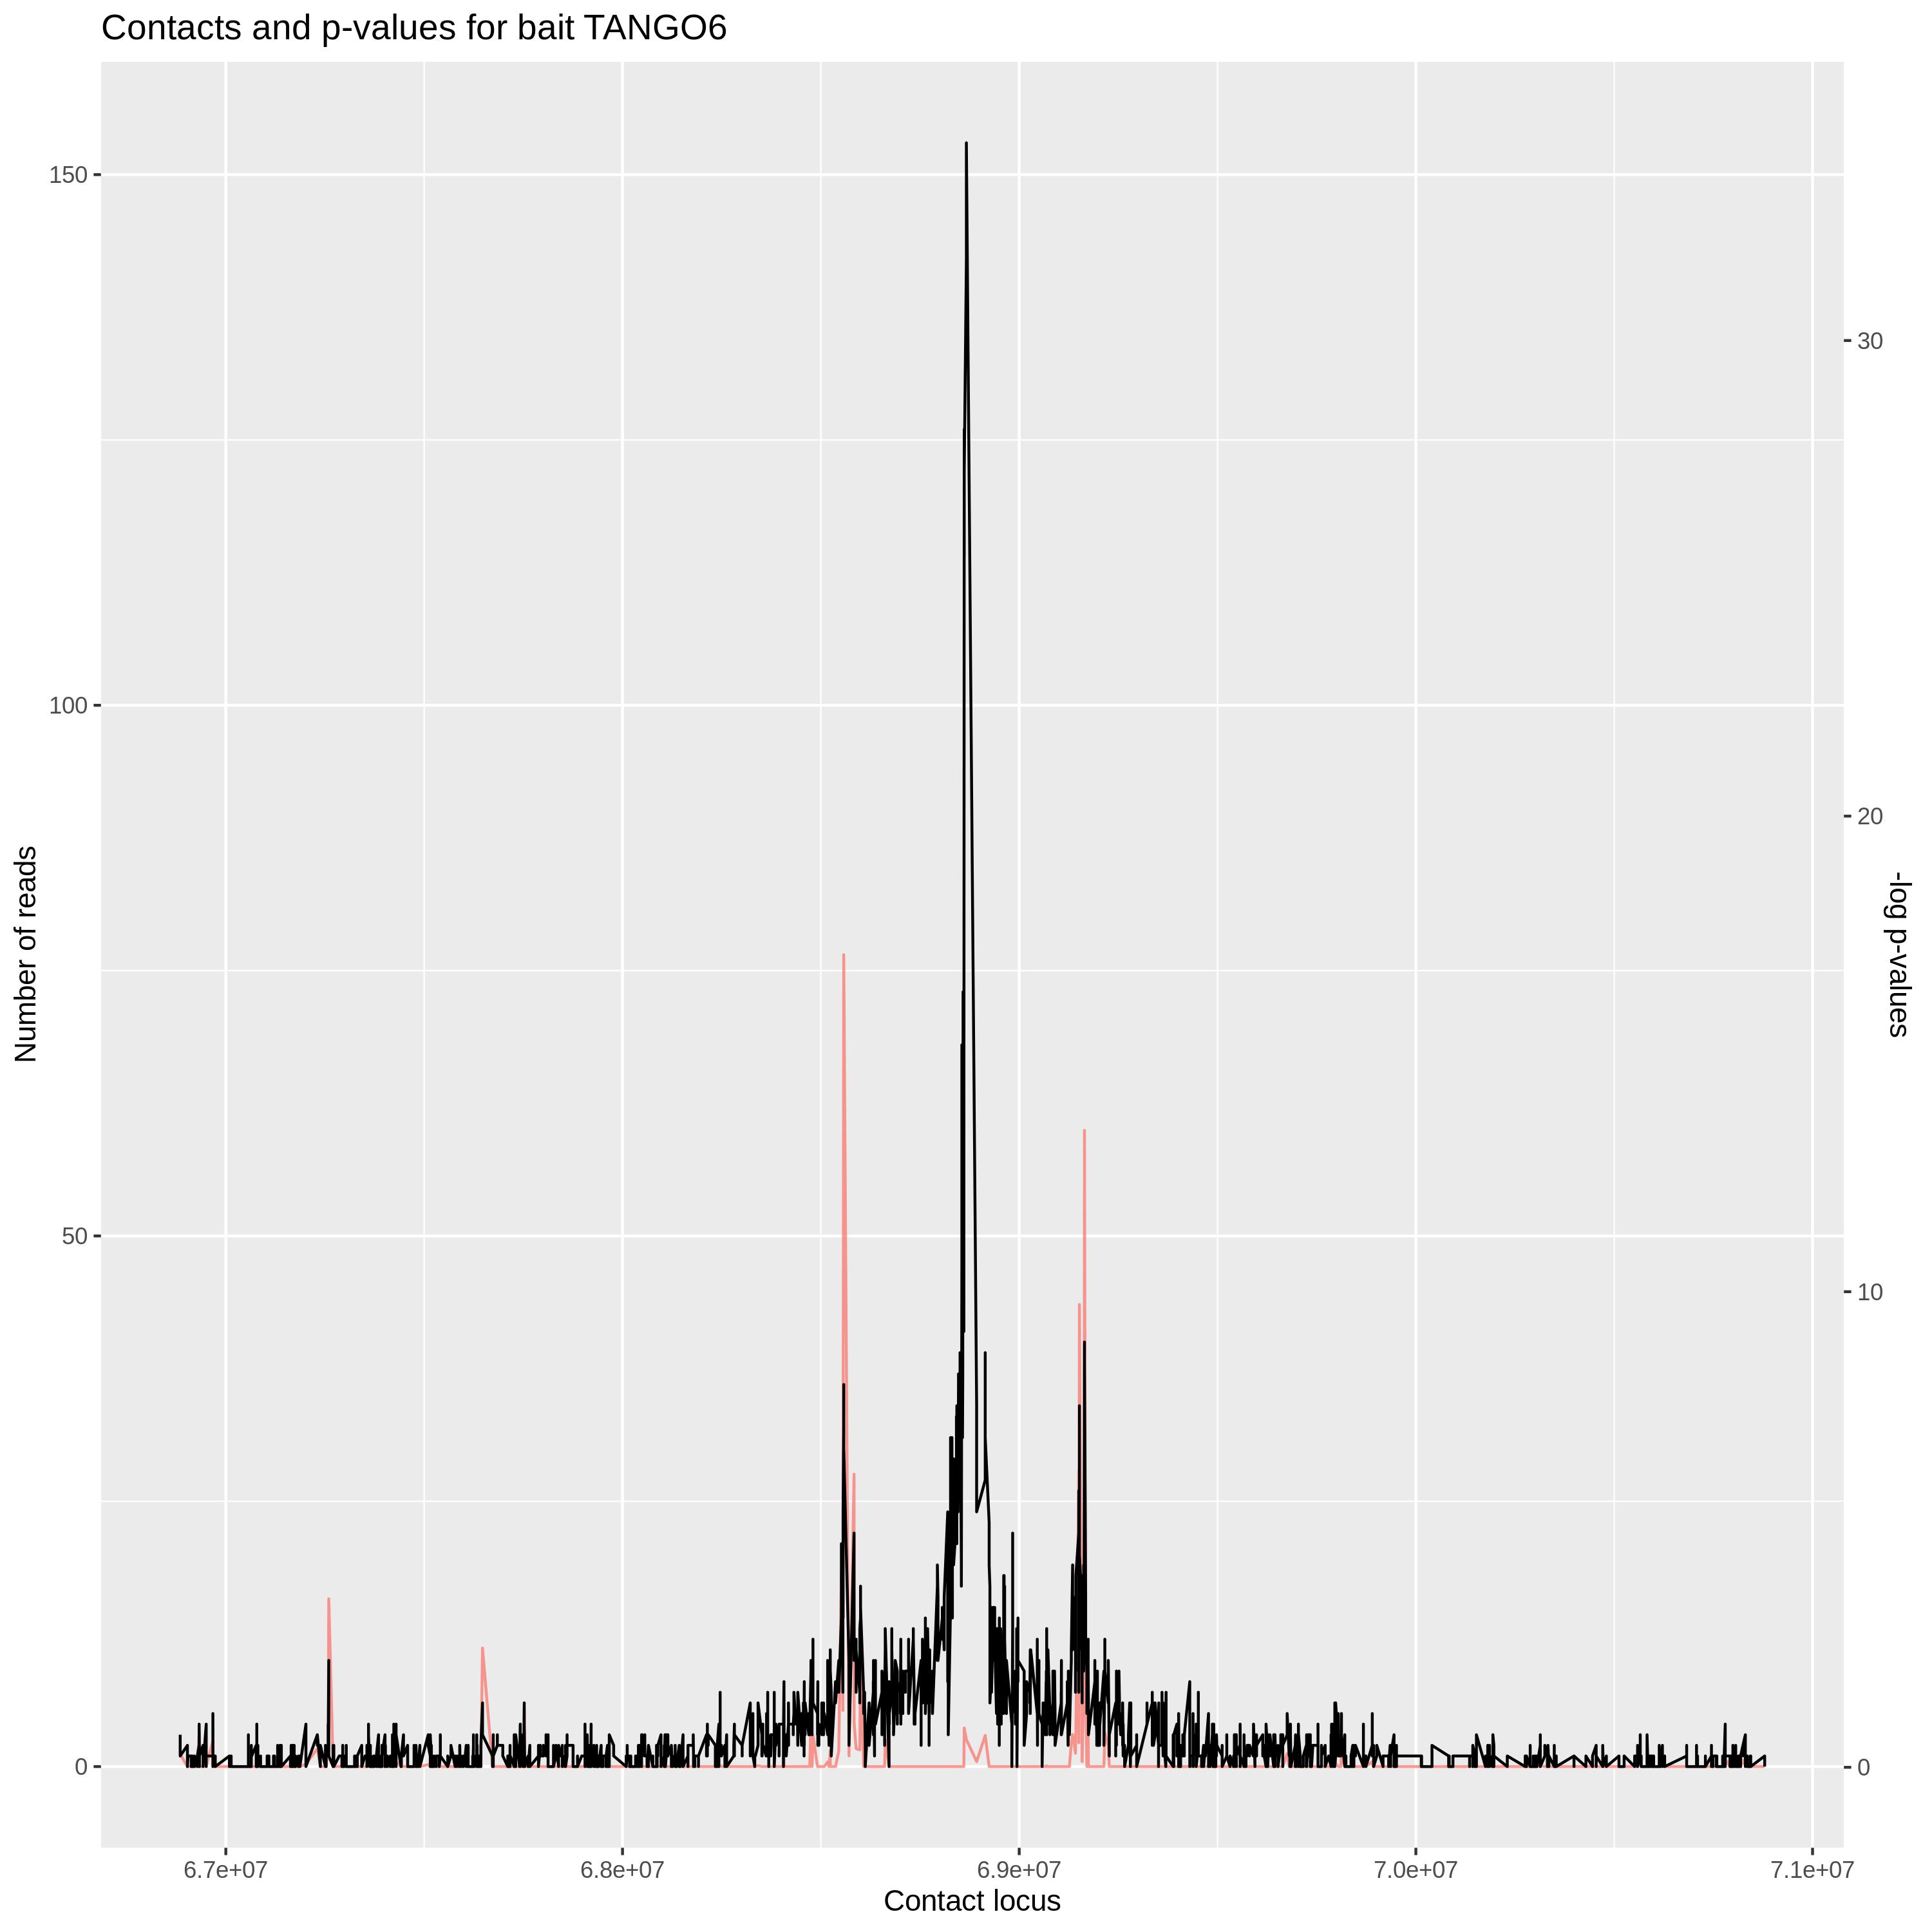 Contacts and p-values for bait TANGO6
150
100
50
0
Number of reads
30
20
10
0
-log p-values
6.7e+07
6.8e+07
6.9e+07
7.0e+07
7.1e+07
Contact locus